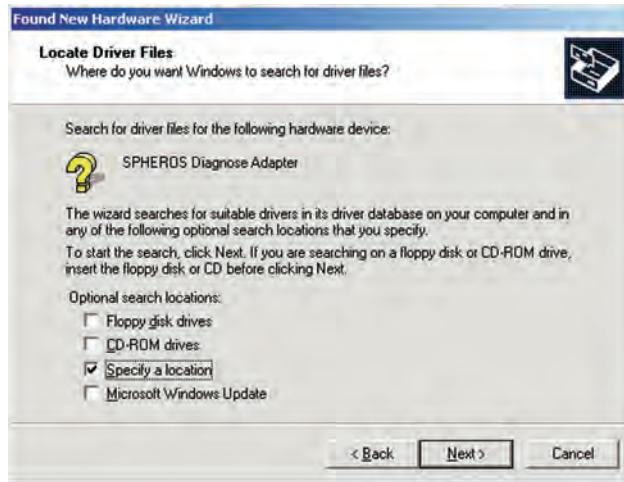 Found New Hardware Wizard
Locate Driver Files
Where do you want Windows to search for driver files?
Search for driver files for the following hardware device:
SPHEROS Diagnose Adapter
The wizard searches for suitable drivers in its driver database on your computer and in
any of the following optional search locations that you specify.
To start the search, click Next. If you are searching on a floppy disk or CD-ROM drive,
insert the floppy disk or CD before clicking Next.
Optional search locations:
Floppy disk drives
CD-ROM drives
Specify a location
Microsoft Windows Update
< Back Next > Cancel